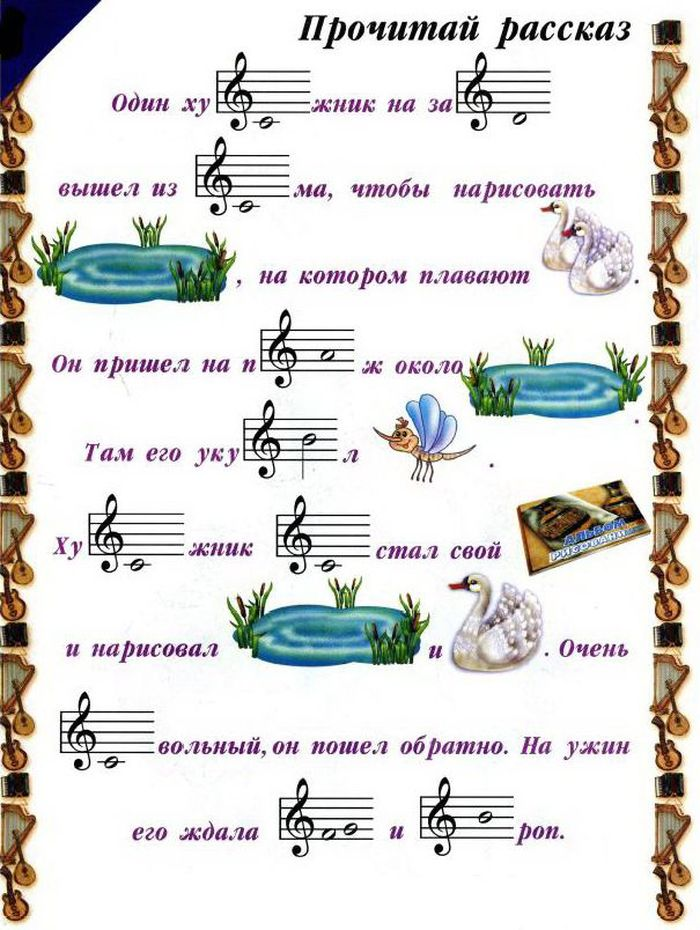 Прочитай рассказ
Один ху жник на за
вышел из ма, чтобы нарисовать
, на котором плавают .
Он пришел на п ж около .
Там его уку л .
Ху жник стал свой
АЛЬБОМ
РИСОВАНИЯ
и нарисовал и . Очень
вольный, он пошел обратно. На ужин
его ждала и роп.